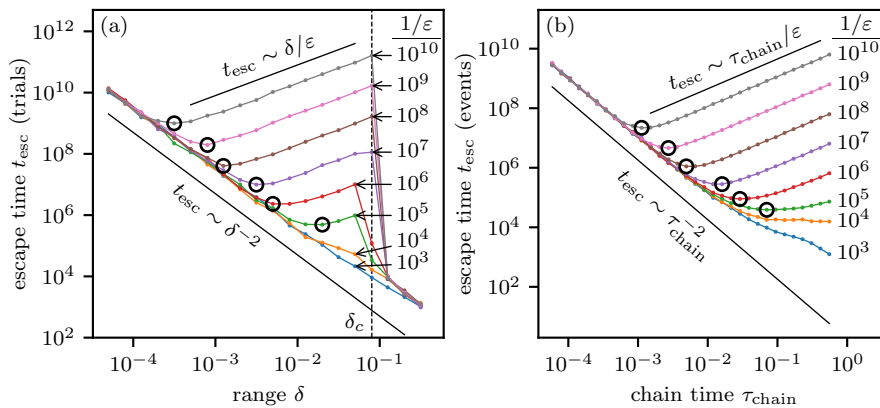 (a)
1/ε
t_esc ∼ δ/ε
10^10
10^9
10^8
10^7
10^6
10^5
10^4
10^3
t_esc ∼ δ^−2
δ_c
escape time t_esc (trials)
10^12
10^10
10^8
10^6
10^4
10^2
10^−4
10^−3
10^−2
10^−1
range δ
(b)
1/ε
t_esc ∼ τ_chain/ε
10^10
10^9
10^8
10^7
10^6
10^5
10^4
10^3
t_esc ∼ τ_chain^−2
escape time t_esc (events)
10^10
10^8
10^6
10^4
10^2
10^−4
10^−3
10^−2
10^−1
10^0
chain time τ_chain